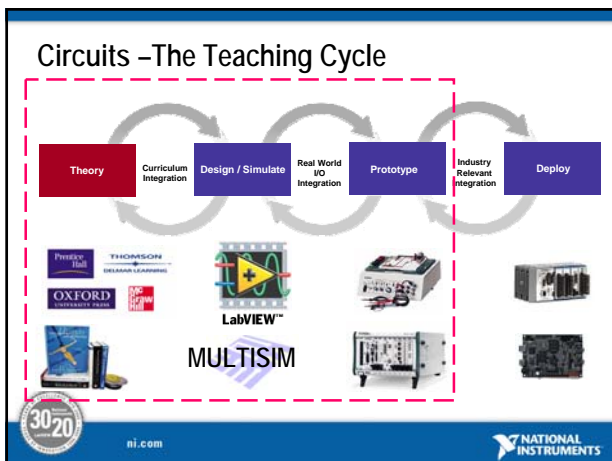 Circuits –The Teaching Cycle
Theory
Curriculum
Integration
Design / Simulate
Real World
I/O
Integration
Prototype
Industry
Relevant
Integration
Deploy
Prentice
Hall
THOMSON
DELMAR LEARNING
OXFORD
UNIVERSITY PRESS
Mc
Graw
Hill
LabVIEW™
MULTISIM
30
20
ni.com
NATIONAL
INSTRUMENTS